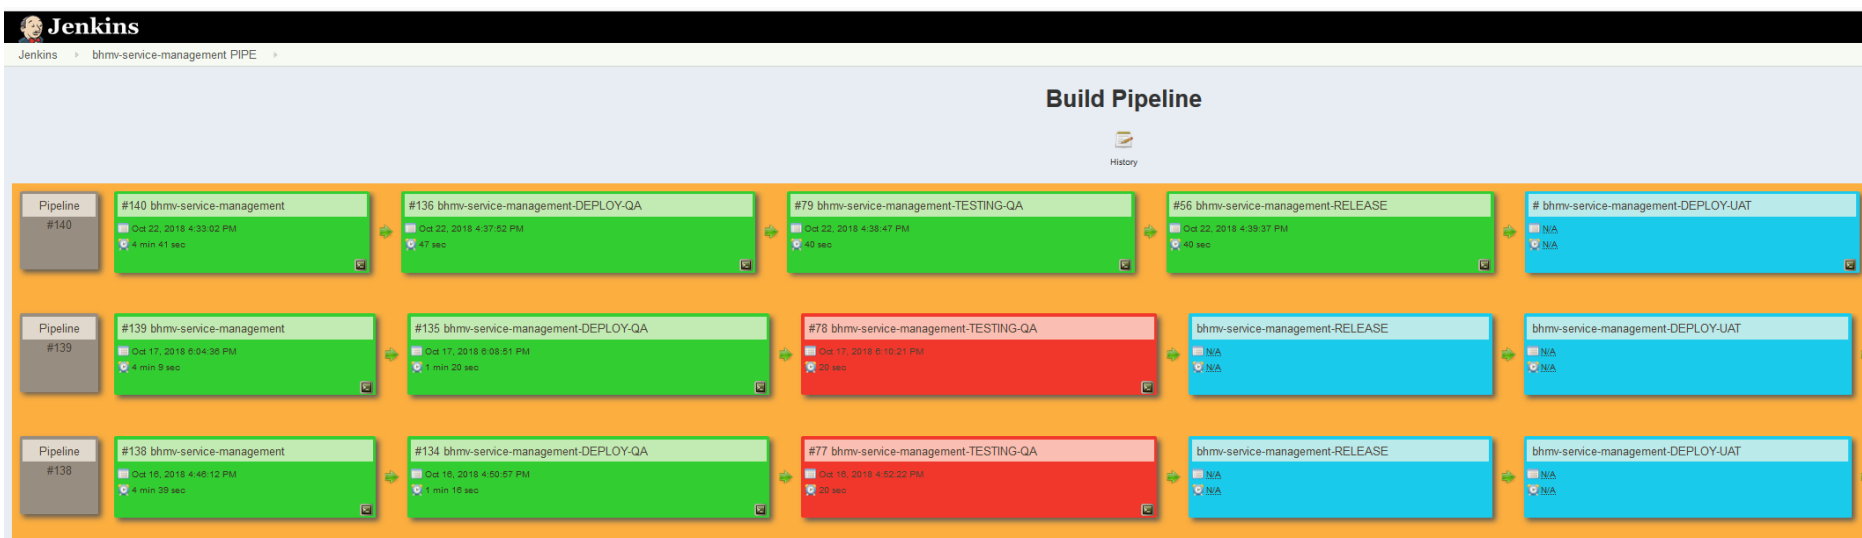 Jenkins
Jenkins bhmv-service-management PIPE
Build Pipeline
History
Pipeline
#140
#140 bhmv-service-management
Oct 22, 2018 4:33:02 PM
4 min 41 sec
#136 bhmv-service-management-DEPLOY-QA
Oct 22, 2018 4:37:52 PM
47 sec
#79 bhmv-service-management-TESTING-QA
Oct 22, 2018 4:38:47 PM
40 sec
#56 bhmv-service-management-RELEASE
Oct 22, 2018 4:39:37 PM
40 sec
# bhmv-service-management-DEPLOY-UAT
N/A
N/A
Pipeline
#139
#139 bhmv-service-management
Oct 17, 2018 6:04:36 PM
4 min 9 sec
#135 bhmv-service-management-DEPLOY-QA
Oct 17, 2018 6:08:51 PM
1 min 20 sec
#78 bhmv-service-management-TESTING-QA
Oct 17, 2018 6:10:21 PM
20 sec
bhmv-service-management-RELEASE
N/A
N/A
bhmv-service-management-DEPLOY-UAT
N/A
N/A
Pipeline
#138
#138 bhmv-service-management
Oct 16, 2018 4:46:12 PM
4 min 39 sec
#134 bhmv-service-management-DEPLOY-QA
Oct 16, 2018 4:50:57 PM
1 min 16 sec
#77 bhmv-service-management-TESTING-QA
Oct 16, 2018 4:52:22 PM
20 sec
bhmv-service-management-RELEASE
N/A
N/A
bhmv-service-management-DEPLOY-UAT
N/A
N/A